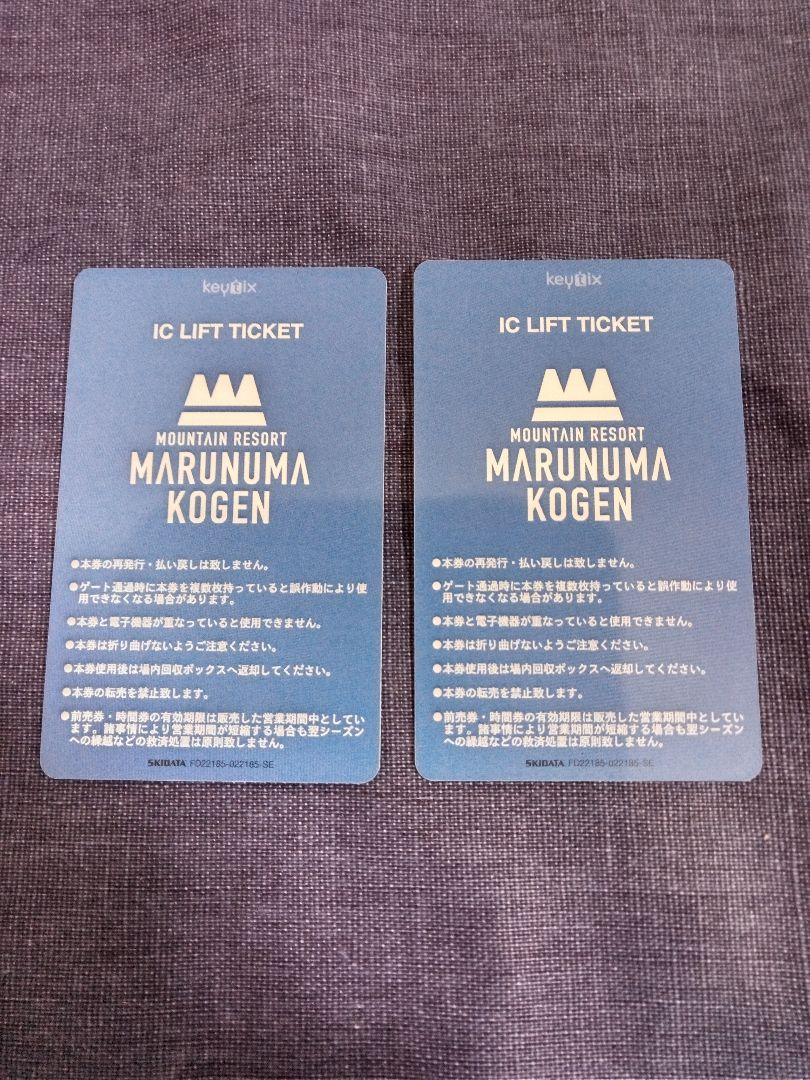 keytix
IC LIFT TICKET
MOUNTAIN RESORT
MARUNUMA
KOGEN
●本券の再発行・払い戻しは致しません。
●ゲート通過時に本券を複数枚持っていると誤作動により使
用できなくなる場合があります。
●本券と電子機器が重なっていると使用できません。
●本券は折り曲げないようご注意ください。
●本券使用後は場内回収ボックスへ返却してください。
●本券の転売を禁止致します。
●前売券・時間券の有効期限は販売した営業期間中としてい
ます。諸事情により営業期間が短縮する場合も翌シーズン
への繰越などの救済処置は原則致しません。
SKIDATA FD22185-022185-SE
keytix
IC LIFT TICKET
MOUNTAIN RESORT
MARUNUMA
KOGEN
●本券の再発行・払い戻しは致しません。
●ゲート通過時に本券を複数枚持っていると誤作動により使
用できなくなる場合があります。
●本券と電子機器が重なっていると使用できません。
●本券は折り曲げないようご注意ください。
●本券使用後は場内回収ボックスへ返却してください。
●本券の転売を禁止致します。
●前売券・時間券の有効期限は販売した営業期間中としてい
ます。諸事情により営業期間が短縮する場合も翌シーズン
への繰越などの救済処置は原則致しません。
SKIDATA FD22185-022185-SE